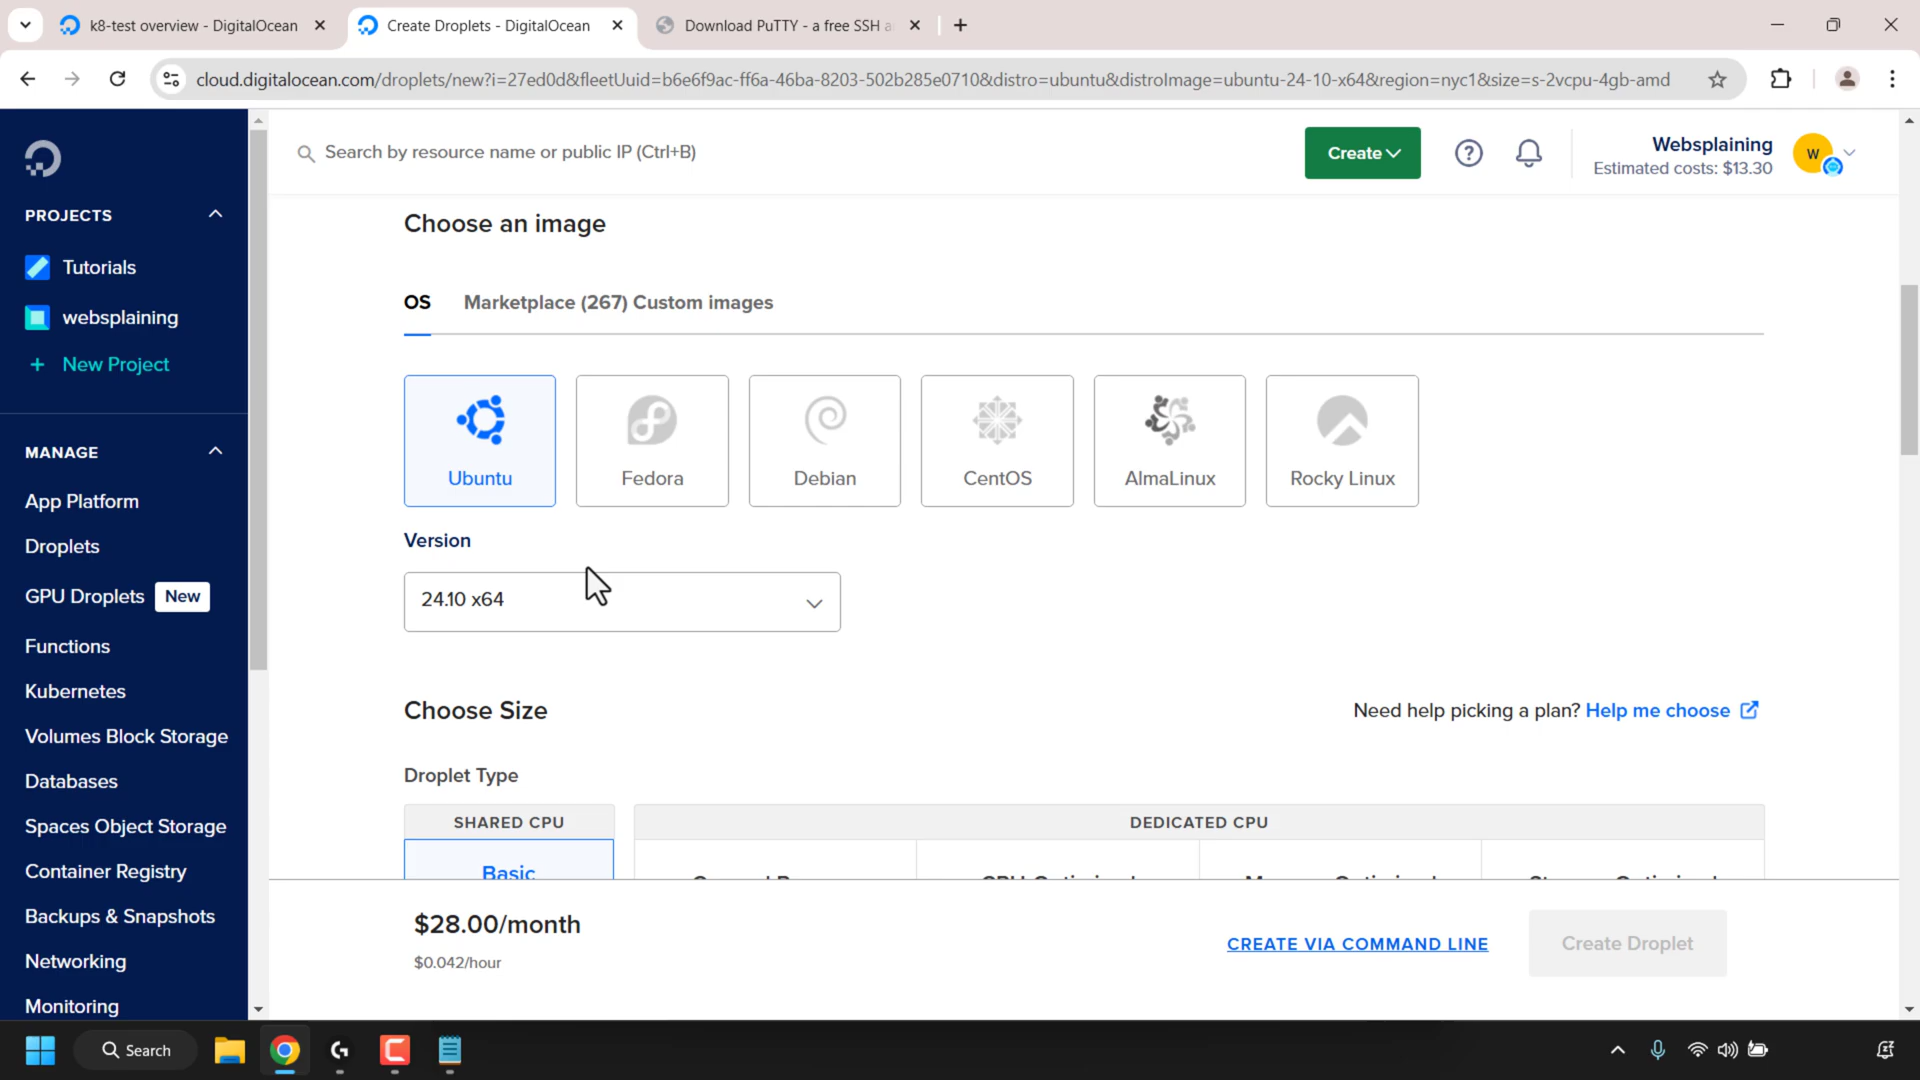 k8-test overview - DigitalOcean
Create Droplets - DigitalOcean
Download PuTTY - a free SSH a
cloud.digitalocean.com/droplets/new?i=27ed0d&fleetUuid=b6e6f9ac-ff6a-46ba-8203-502b285e0710&distro=ubuntu&distroImage=ubuntu-24-10-x64&region=nyc1&size=s-2vcpu-4gb-amd
Search by resource name or public IP (Ctrl+B)
Create
Websplaining
Estimated costs: $13.30
W
PROJECTS
Tutorials
websplaining
+ New Project
MANAGE
App Platform
Droplets
GPU Droplets New
Functions
Kubernetes
Volumes Block Storage
Databases
Spaces Object Storage
Container Registry
Backups & Snapshots
Networking
Monitoring
Choose an image
OS
Marketplace (267) Custom images
Ubuntu
Fedora
Debian
CentOS
AlmaLinux
Rocky Linux
Version
24.10 x64
Choose Size
Need help picking a plan? Help me choose
Droplet Type
SHARED CPU
DEDICATED CPU
Basic
$28.00/month
$0.042/hour
CREATE VIA COMMAND LINE
Create Droplet
Search